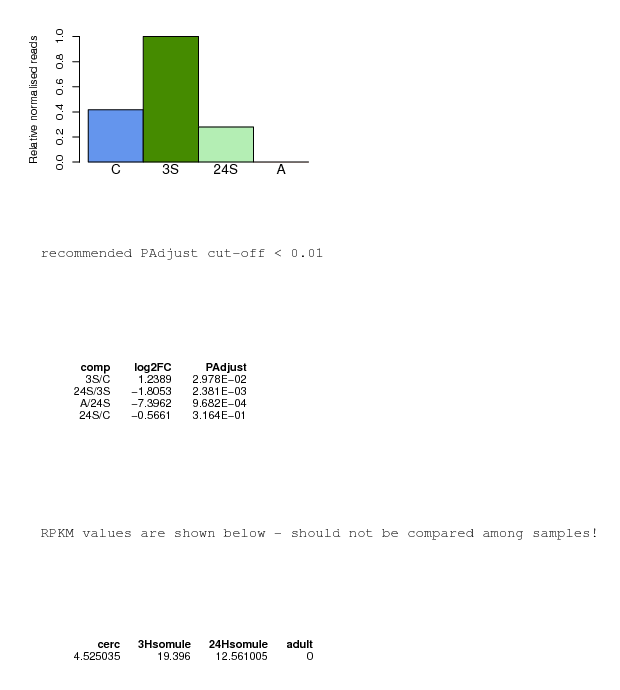 Relative normalised reads
1.0
0.8
0.6
0.4
0.2
0.0
C 3S 24S A
recommended PAdjust cut-off < 0.01
comp log2FC PAdjust
3S/C 1.2389 2.978E-02
24S/3S -1.8053 2.381E-03
A/24S -7.3962 9.682E-04
24S/C -0.5661 3.164E-01
RPKM values are shown below - should not be compared among samples!
cerc 3Hsomule 24Hsomule adult
4.525035 19.396 12.561005 0